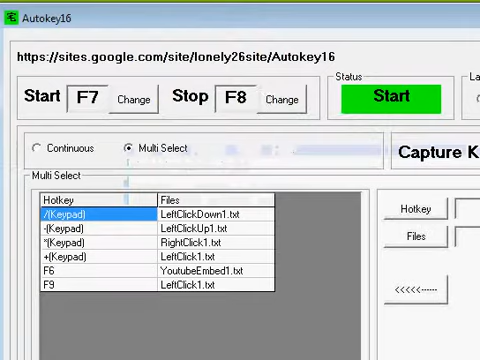 Autokey16
https://sites.google.com/site/lonely26site/Autokey16
Start F7 Change Stop F8 Change
Status
Start
La
Continuous Multi Select
Capture K
Multi Select
Hotkey Files
/(Keypad) LeftClickDown1.txt
-(Keypad) LeftClickUp1.txt
*(Keypad) RightClick1.txt
+(Keypad) LeftClick1.txt
F6 YoutubeEmbed1.txt
F9 LeftClick1.txt
Hotkey
Files
<<<<<-----